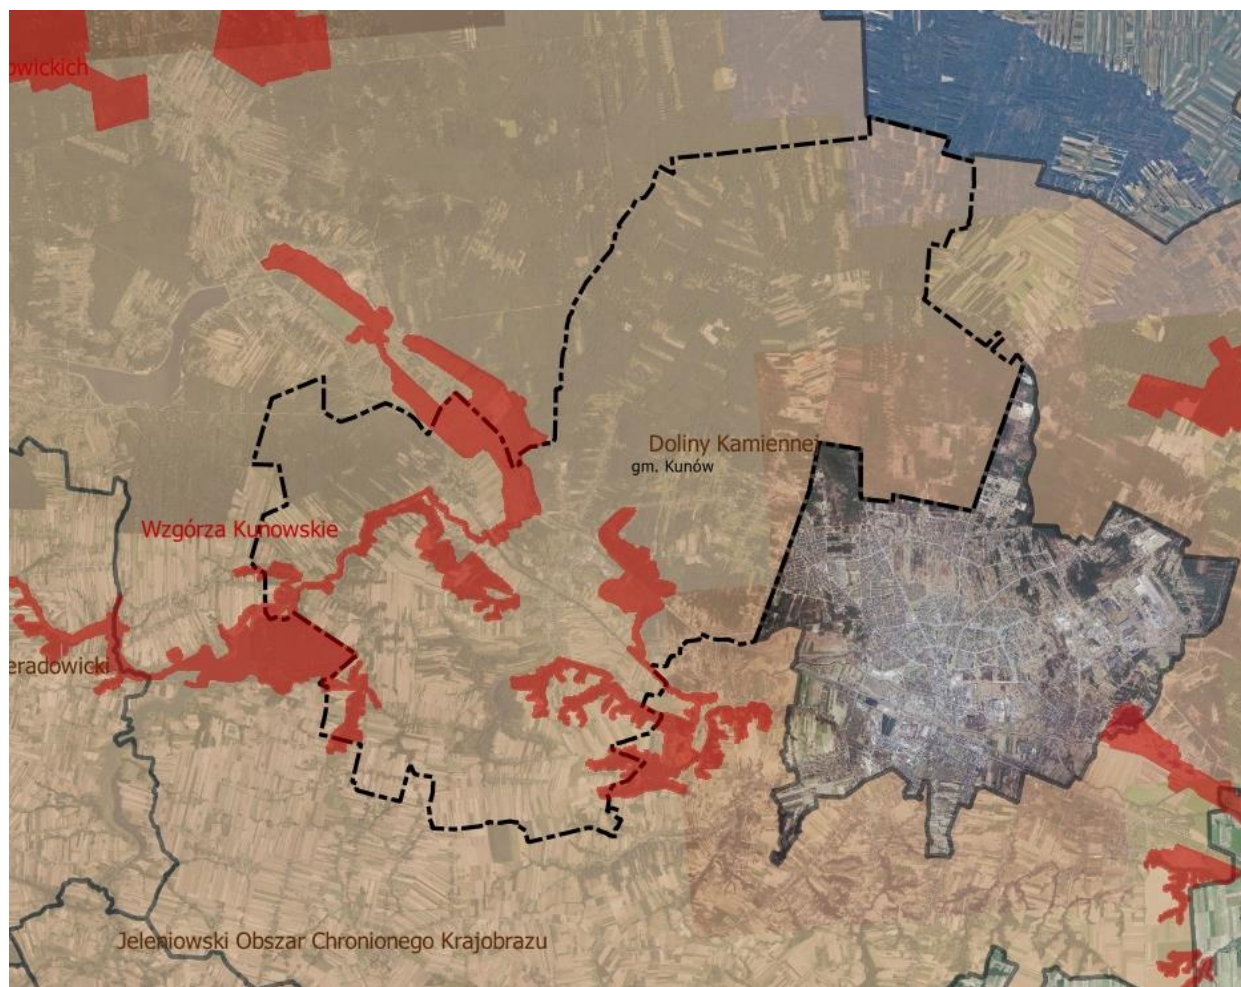 owickich
Doliny Kamiennej
gm. Kunów
Wzgórza Kunowskie
eradowicki
Jeleniowski Obszar Chronionego Krajobrazu